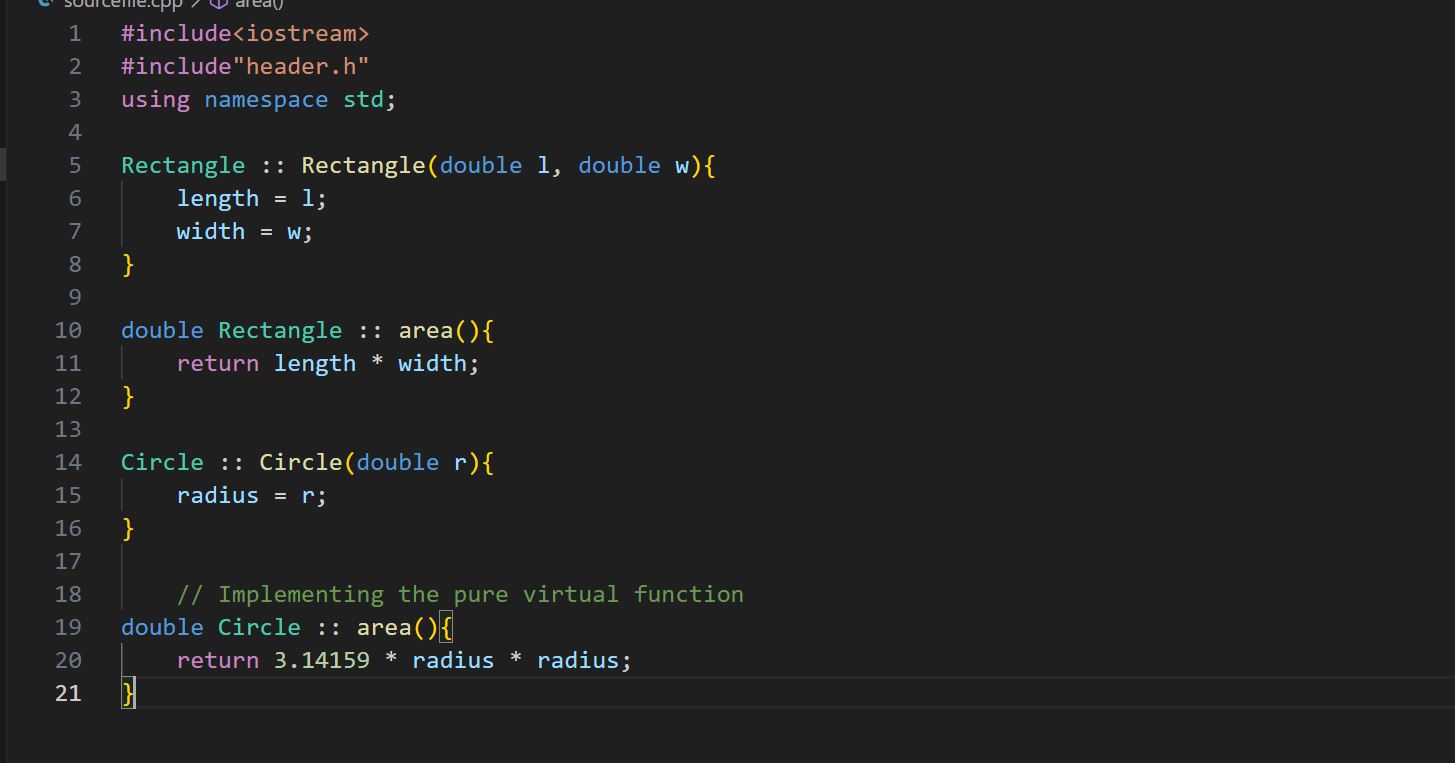 sourcefile.cpp > area()
1 #include<iostream>
2 #include"header.h"
3 using namespace std;
4
5 Rectangle :: Rectangle(double l, double w){
6     length = l;
7     width = w;
8 }
9
10 double Rectangle :: area(){
11     return length * width;
12 }
13
14 Circle :: Circle(double r){
15     radius = r;
16 }
17
18     // Implementing the pure virtual function
19 double Circle :: area(){
20     return 3.14159 * radius * radius;
21 }